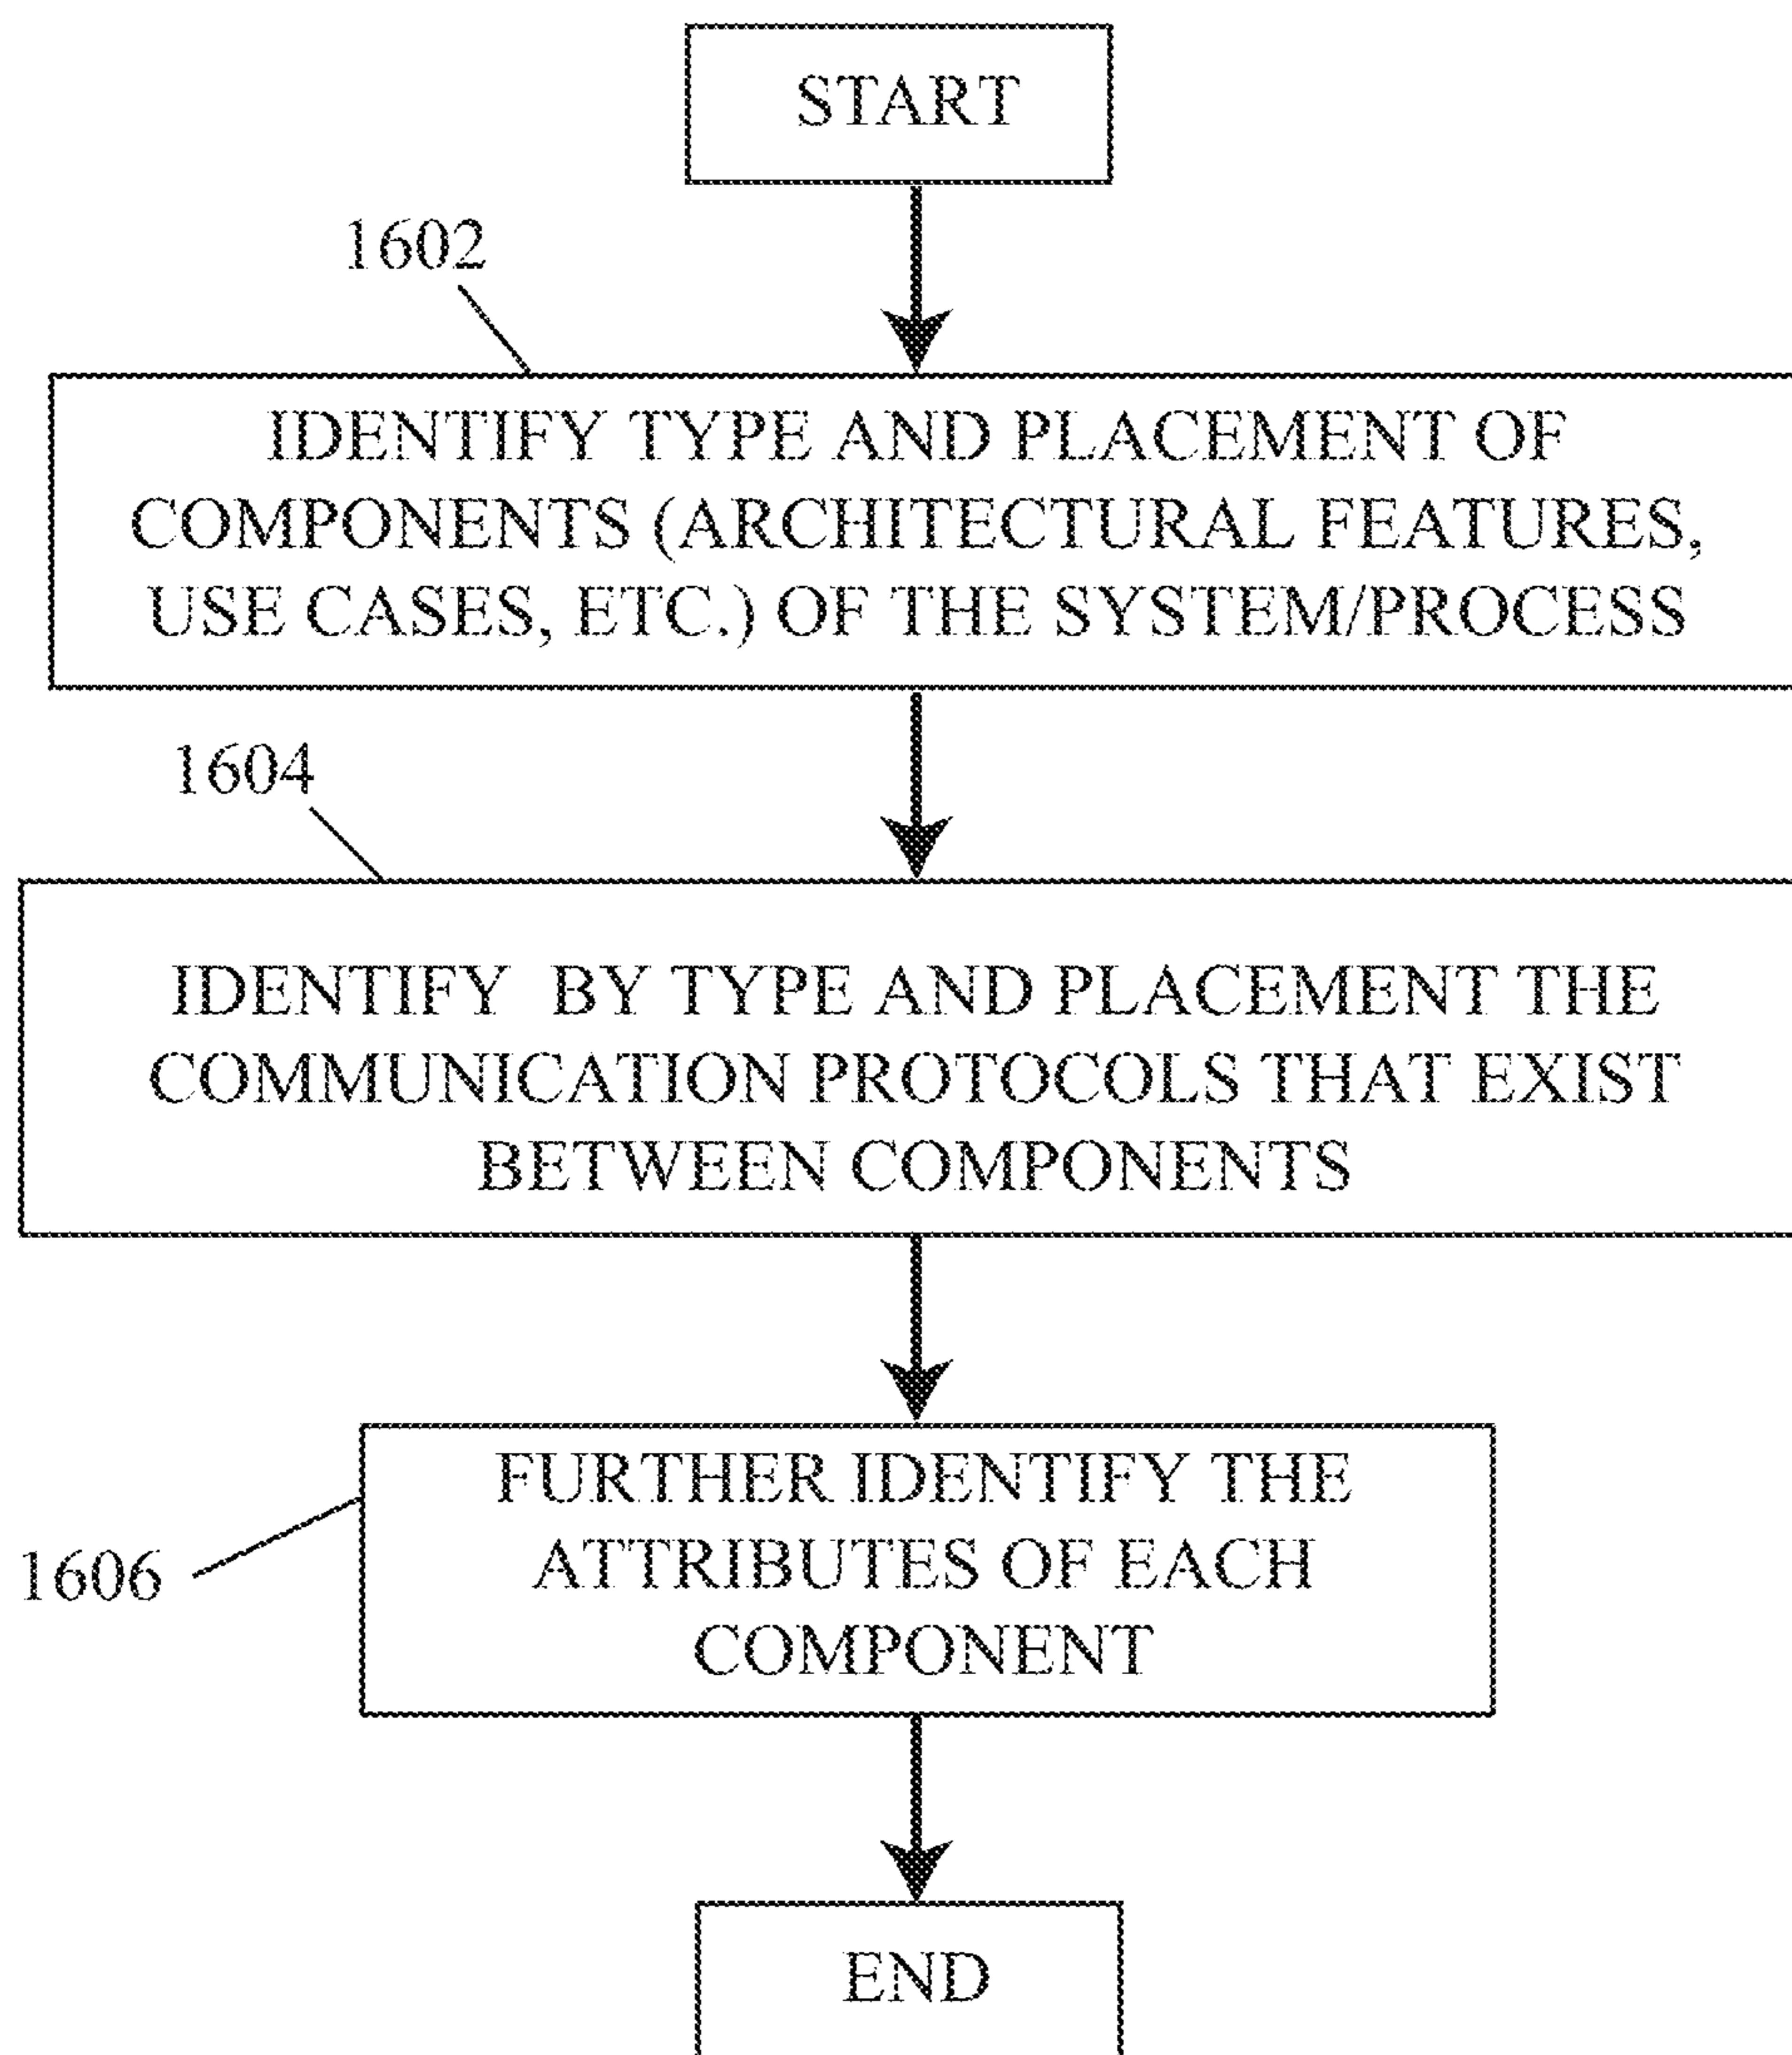 START
1602
IDENTIFY TYPE AND PLACEMENT OF
COMPONENTS (ARCHITECTURAL FEATURES,
USE CASES, ETC.) OF THE SYSTEM/PROCESS
1604
IDENTIFY BY TYPE AND PLACEMENT THE
COMMUNICATION PROTOCOLS THAT EXIST
BETWEEN COMPONENTS
FURTHER IDENTIFY THE
ATTRIBUTES OF EACH
COMPONENT
1606
END